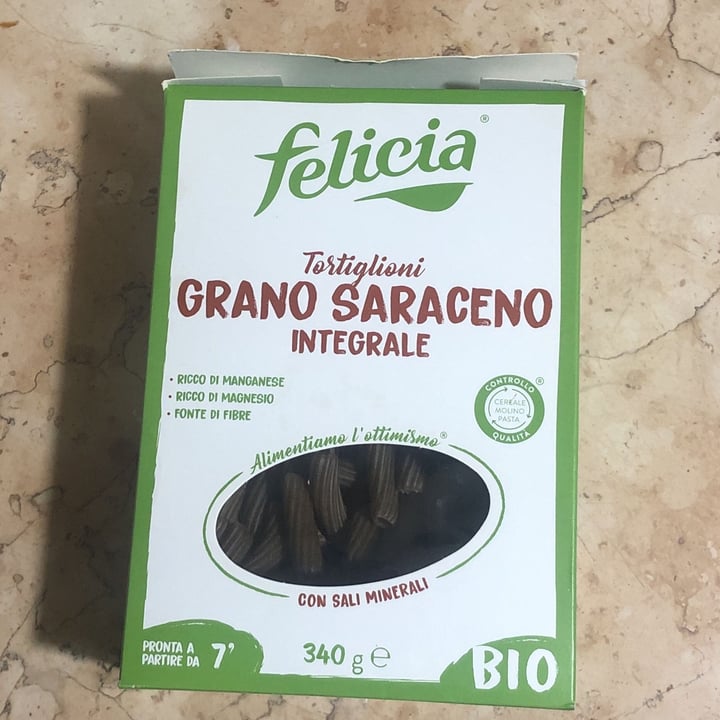 felicia®
Tortiglioni
GRANO SARACENO
INTEGRALE
• RICCO DI MANGANESE
• RICCO DI MAGNESIO
• FONTE DI FIBRE
CONTROLLO®
CEREALE
MOLINO
PASTA
QUALITÀ
Alimentiamo l'ottimismo®
CON SALI MINERALI
PRONTA A
PARTIRE DA 7'
340 g ℮
BIO